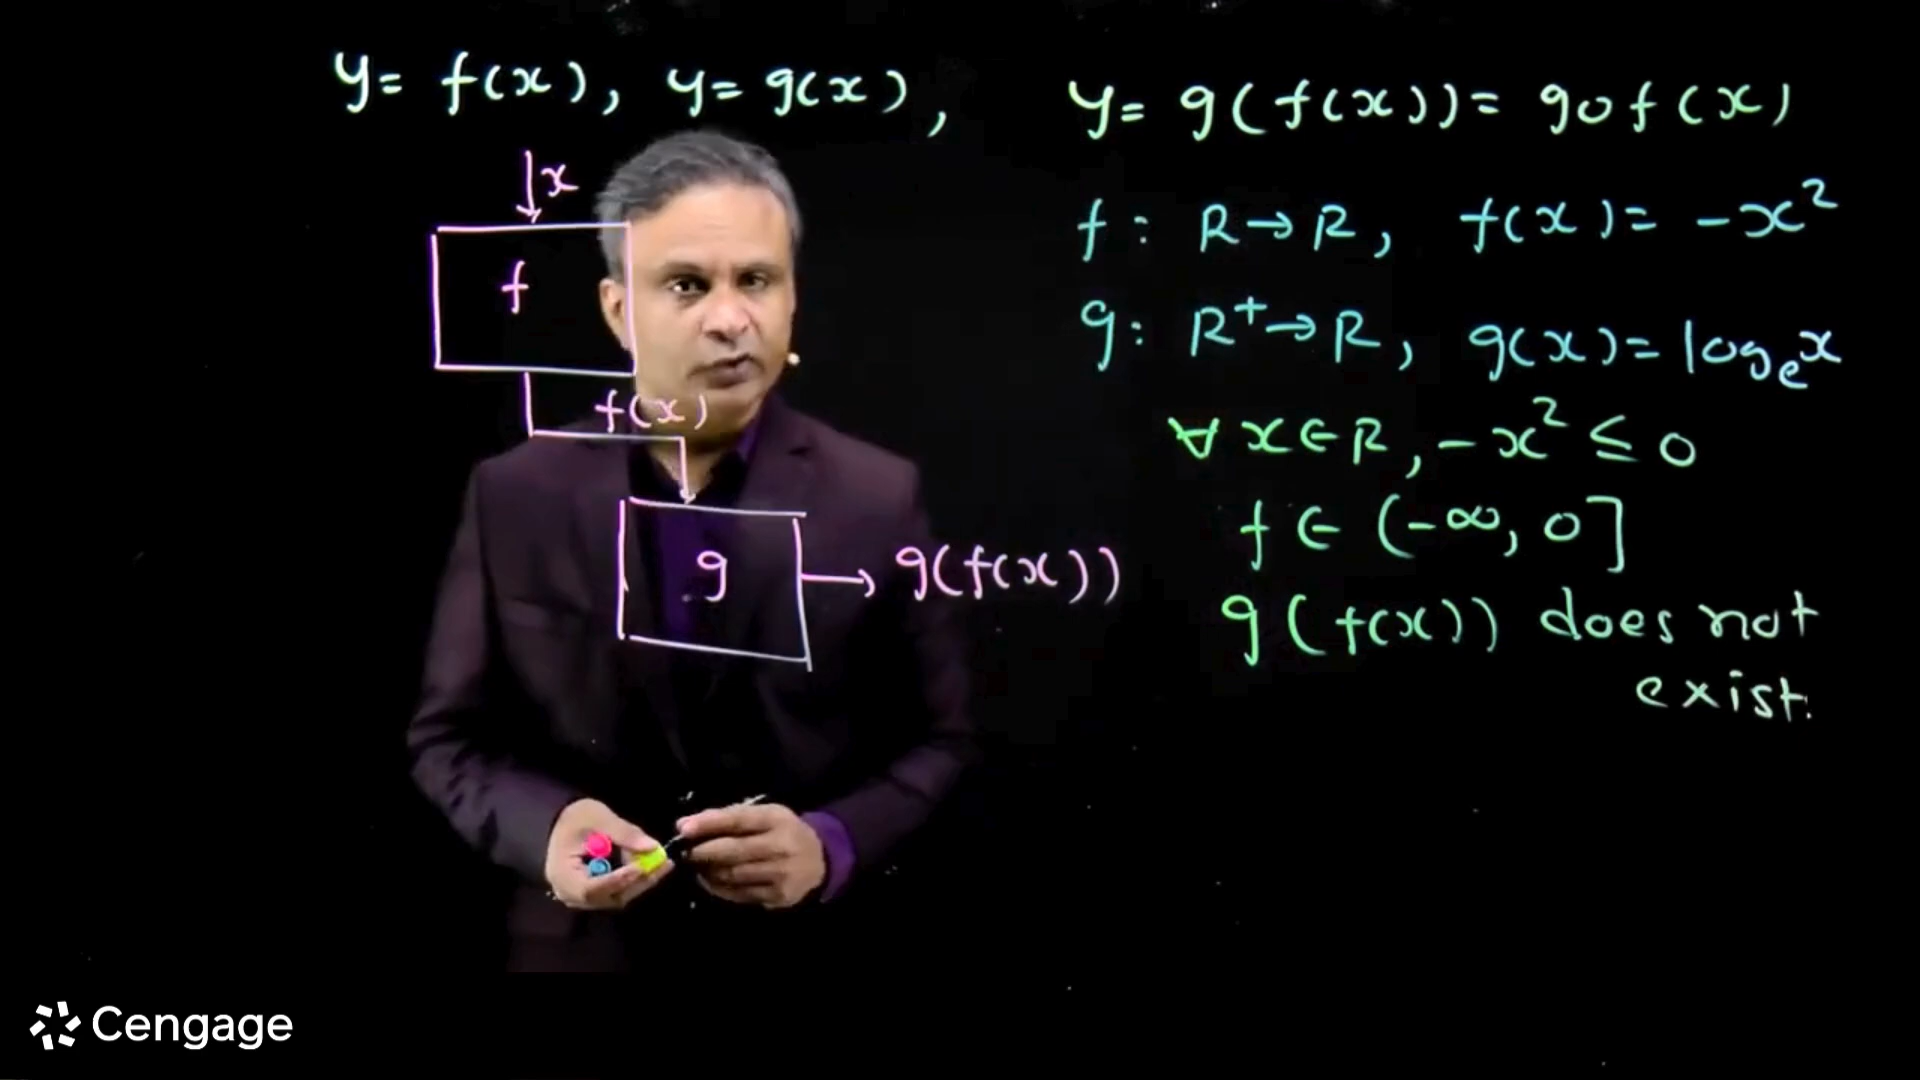 y= f(x), y= g(x), y= g(f(x))= gof(x)
x
f
f(x)
g
g(f(x))
f: R→R, f(x)= -x²
g: R⁺→R, g(x)= logₑx
∀ x∈R, -x² ≤ 0
f ∈ (-∞, 0]
g(f(x)) does not
exist.
Cengage